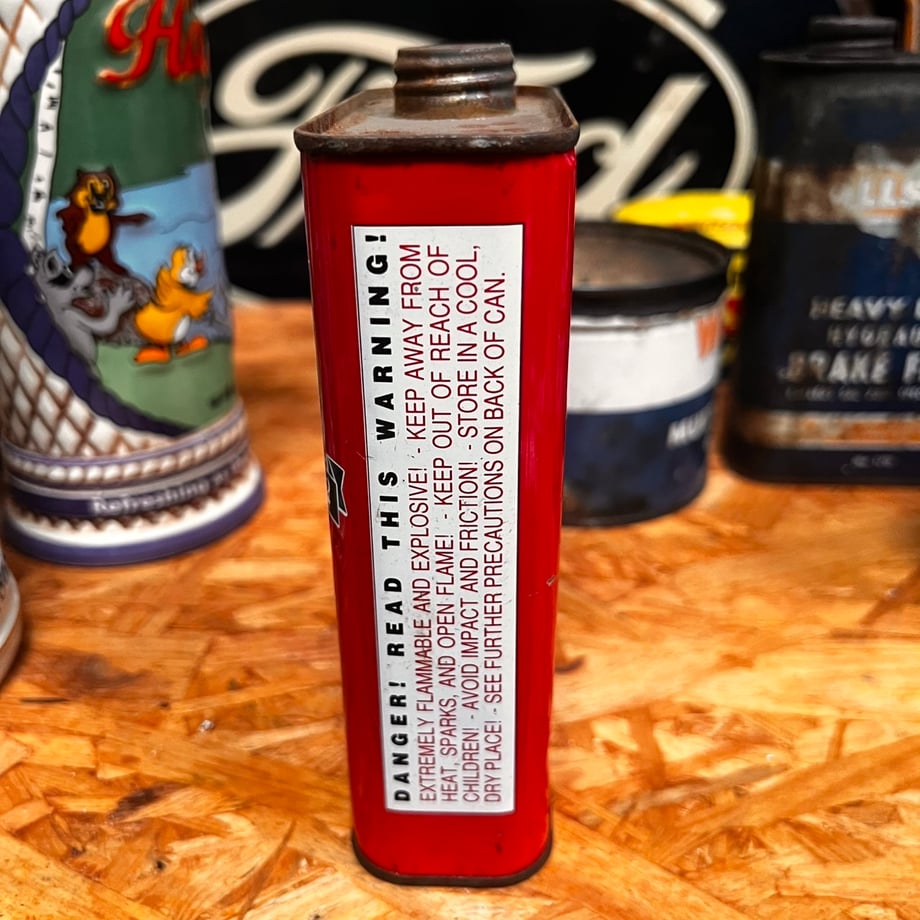 DANGER! READ THIS WARNING!
EXTREMELY FLAMMABLE AND EXPLOSIVE! - KEEP AWAY FROM
HEAT, SPARKS, AND OPEN FLAME! - KEEP OUT OF REACH OF
CHILDREN! - AVOID IMPACT AND FRICTION! - STORE IN A COOL,
DRY PLACE! - SEE FURTHER PRECAUTIONS ON BACK OF CAN.
Ford
HEAVY
BRAKE
Refreshing